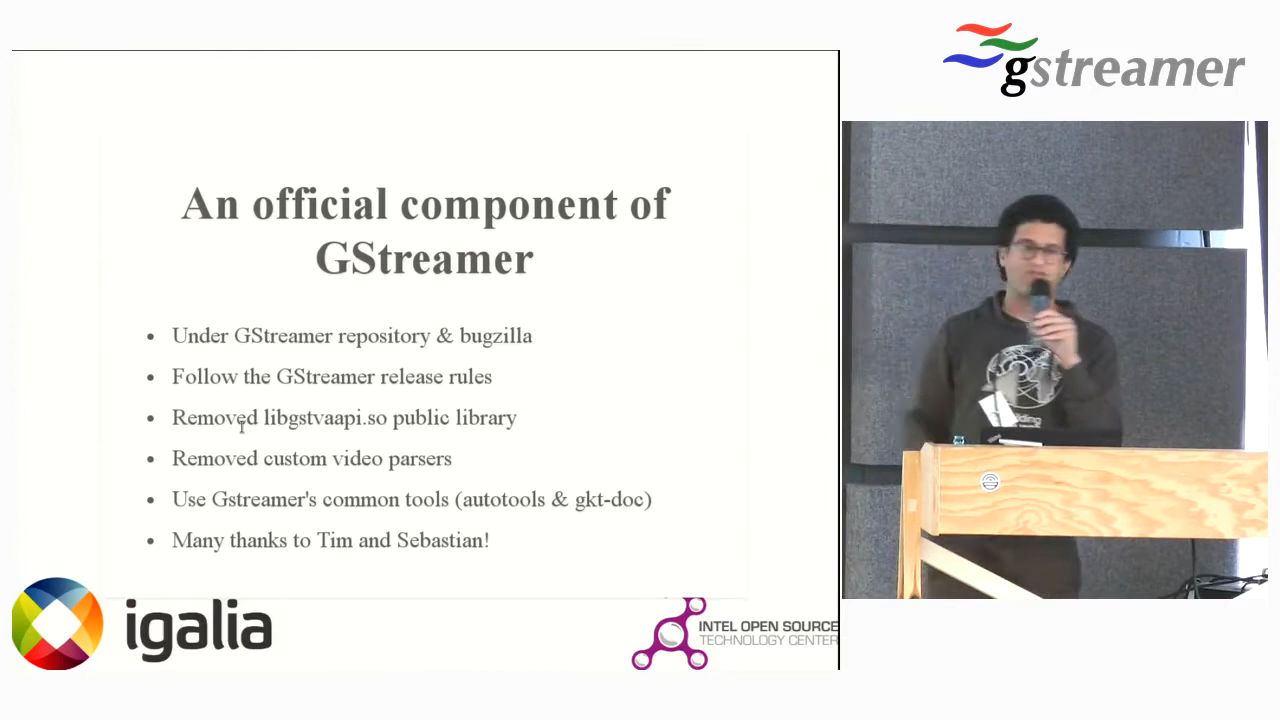 gstreamer
An official component of
GStreamer
• Under GStreamer repository & bugzilla
• Follow the GStreamer release rules
• Removed libgstvaapi.so public library
• Removed custom video parsers
• Use Gstreamer's common tools (autotools & gkt-doc)
• Many thanks to Tim and Sebastian!
igalia
INTEL OPEN SOURCE
TECHNOLOGY CENTER